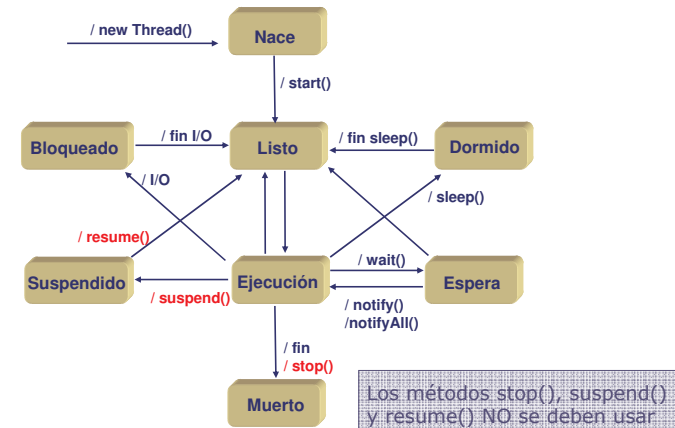 / new Thread()
Nace
/ start()
Bloqueado
/ fin I/O
Listo
/ fin sleep()
Dormido
/ I/O
/ sleep()
/ resume()
Suspendido
/ suspend()
Ejecución
/ wait()
Espera
/ notify()
/notifyAll()
/ fin
/ stop()
Muerto
Los métodos stop(), suspend()
y resume() NO se deben usar